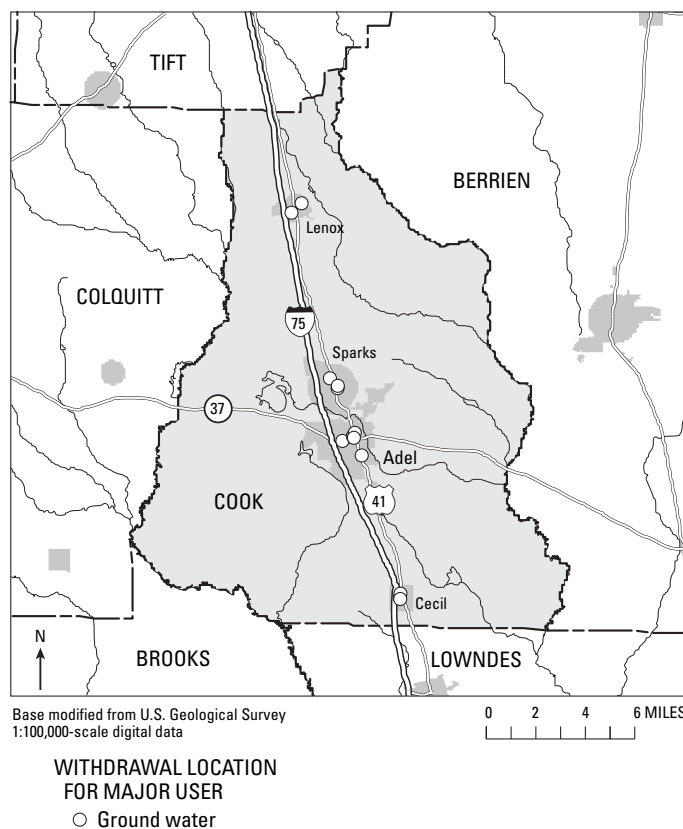 TIFT
BERRIEN
Lenox
COLQUITT
75
Sparks
37
Adel
COOK
41
Cecil
N
BROOKS
LOWNDES
Base modified from U.S. Geological Survey
1:100,000-scale digital data
0 2 4 6 MILES
WITHDRAWAL LOCATION
FOR MAJOR USER
Ground water